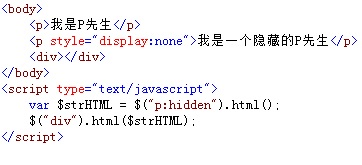 <body>
<p>我是P先生</p>
<p style="display:none">我是一个隐藏的P先生</p>
<div></div>
</body>
<script type="text/javascript">
var $strHTML = $("p:hidden").html();
$("div").html($strHTML);
</script>